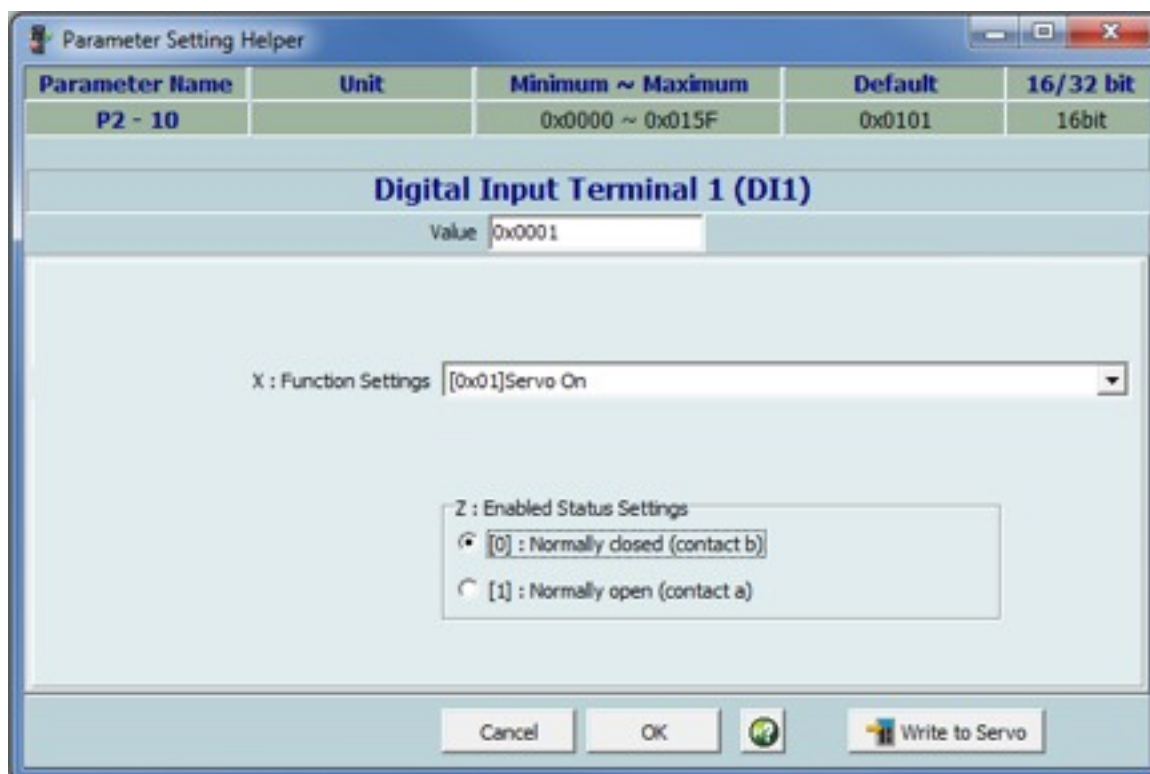 Parameter Setting Helper
Parameter Name Unit Minimum ~ Maximum Default 16/32 bit
P2 - 10 0x0000 ~ 0x015F 0x0101 16bit
Digital Input Terminal 1 (DI1)
Value 0x0001
X : Function Settings [0x01]Servo On
Z : Enabled Status Settings
[0] : Normally closed (contact b)
[1] : Normally open (contact a)
Cancel OK Write to Servo